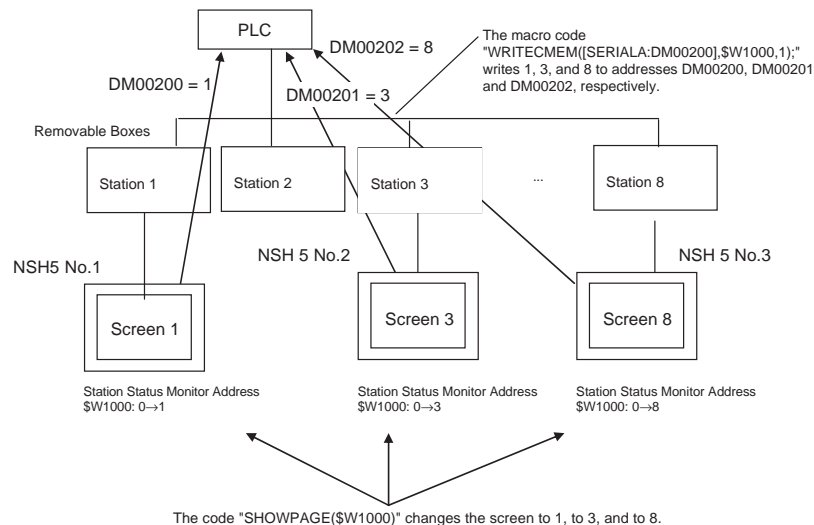 PLC
DM00202 = 8
The macro code
"WRITECMEM([SERIALA:DM00200],$W1000,1);"
writes 1, 3, and 8 to addresses DM00200, DM00201
and DM00202, respectively.
DM00200 = 1
DM00201 = 3
Removable Boxes
Station 1
Station 2
Station 3
...
Station 8
NSH5 No.1
NSH 5 No.2
NSH 5 No.3
Screen 1
Screen 3
Screen 8
Station Status Monitor Address
$W1000: 0→1
Station Status Monitor Address
$W1000: 0→3
Station Status Monitor Address
$W1000: 0→8
The code "SHOWPAGE($W1000)" changes the screen to 1, to 3, and to 8.